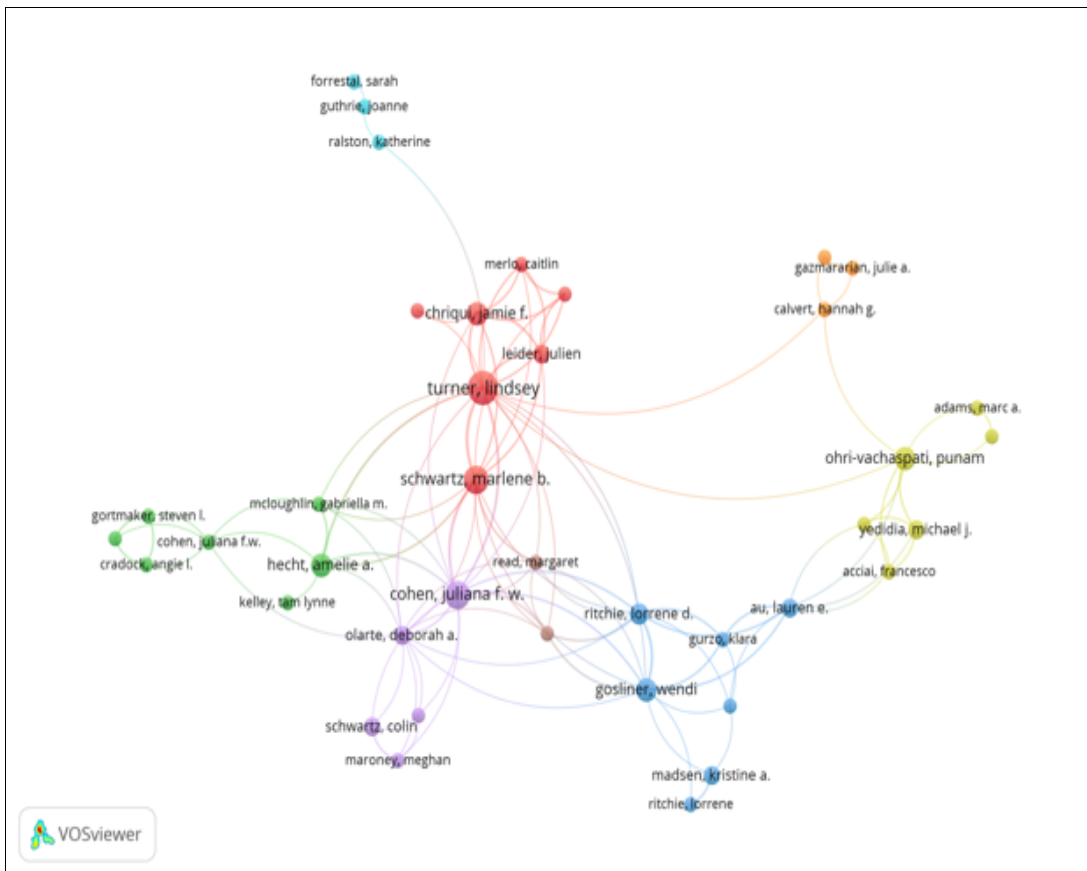 forrestal, sarah
guthrie, joanne
ralston, katherine
merlo, caitlin
gazmararian, julie a.
chriqui, jamie f.
calvert, hannah g.
leider, julien
turner, lindsey
adams, marc a.
ohri-vachaspati, punam
schwartz, marlene b.
mcloughlin, gabriella m.
gortmaker, steven l.
yedidia, michael j.
cohen, juliana f.w.
cradock, angie l.
hecht, amelie a.
read, margaret
acciai, francesco
cohen, juliana f. w.
kelley, tam lynne
ritchie, lorrene d.
au, lauren e.
olarte, deborah a.
gurzo, klara
gosliner, wendi
schwartz, colin
maroney, meghan
madsen, kristine a.
ritchie, lorrene
VOSviewer